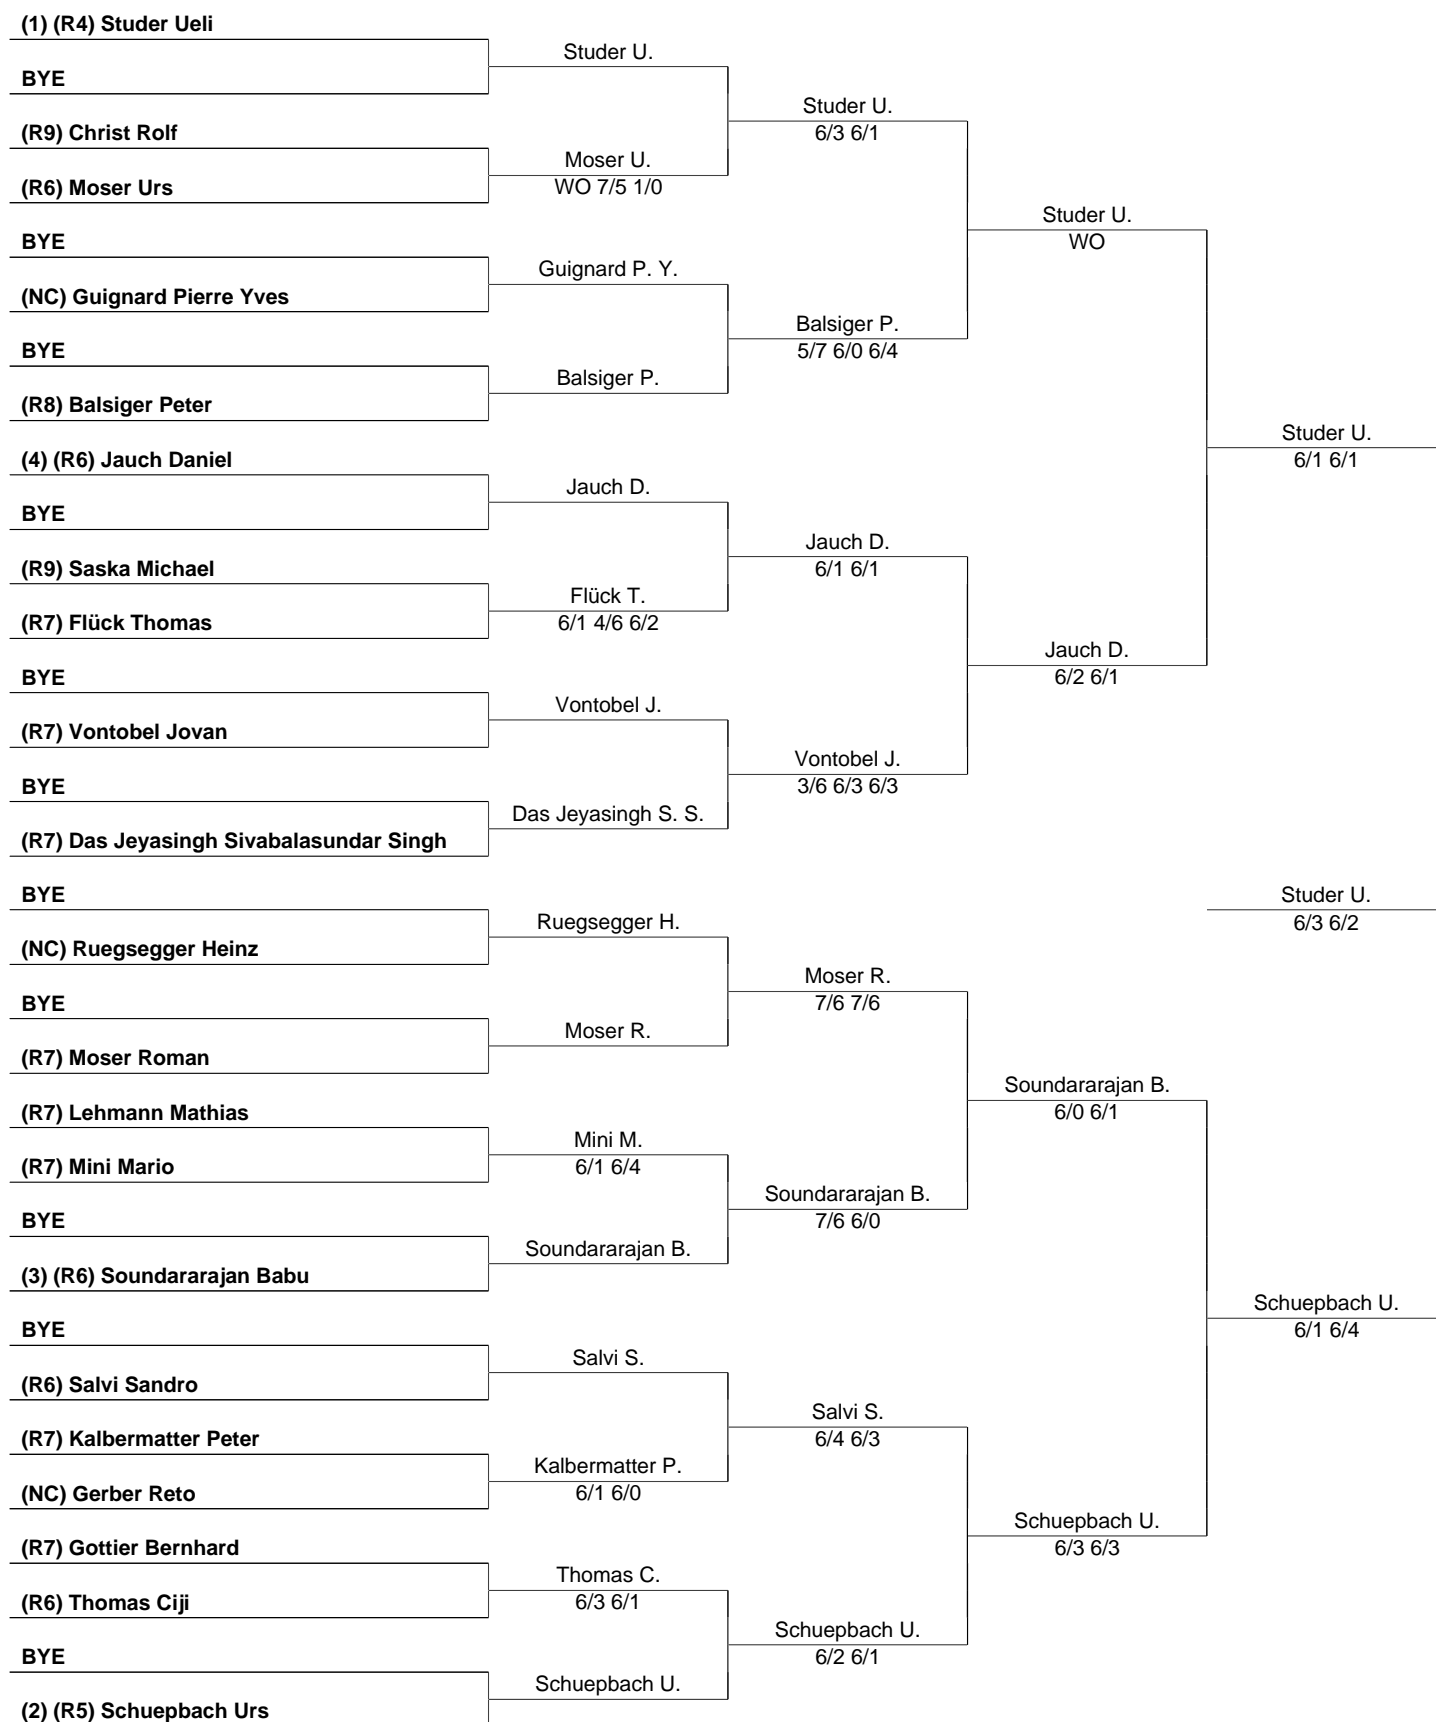 (1) (R4) Studer Ueli
BYE
(R9) Christ Rolf
(R6) Moser Urs
BYE
(NC) Guignard Pierre Yves
BYE
(R8) Balsiger Peter
(4) (R6) Jauch Daniel
BYE
(R9) Saska Michael
(R7) Flück Thomas
BYE
(R7) Vontobel Jovan
BYE
(R7) Das Jeyasingh Sivabalasundar Singh
BYE
(NC) Ruegsegger Heinz
BYE
(R7) Moser Roman
(R7) Lehmann Mathias
(R7) Mini Mario
BYE
(3) (R6) Soundararajan Babu
BYE
(R6) Salvi Sandro
(R7) Kalbermatter Peter
(NC) Gerber Reto
(R7) Gottier Bernhard
(R6) Thomas Ciji
BYE
(2) (R5) Schuepbach Urs
Studer U.
Moser U.
WO 7/5 1/0
Guignard P. Y.
Balsiger P.
Jauch D.
Flück T.
6/1 4/6 6/2
Vontobel J.
Das Jeyasingh S. S.
Ruegsegger H.
Moser R.
Mini M.
6/1 6/4
Soundararajan B.
Salvi S.
Kalbermatter P.
6/1 6/0
Thomas C.
6/3 6/1
Schuepbach U.
Studer U.
6/3 6/1
Balsiger P.
5/7 6/0 6/4
Jauch D.
6/1 6/1
Vontobel J.
3/6 6/3 6/3
Moser R.
7/6 7/6
Soundararajan B.
7/6 6/0
Salvi S.
6/4 6/3
Schuepbach U.
6/2 6/1
Studer U.
WO
Jauch D.
6/2 6/1
Soundararajan B.
6/0 6/1
Schuepbach U.
6/3 6/3
Studer U.
6/1 6/1
Studer U.
6/3 6/2
Schuepbach U.
6/1 6/4